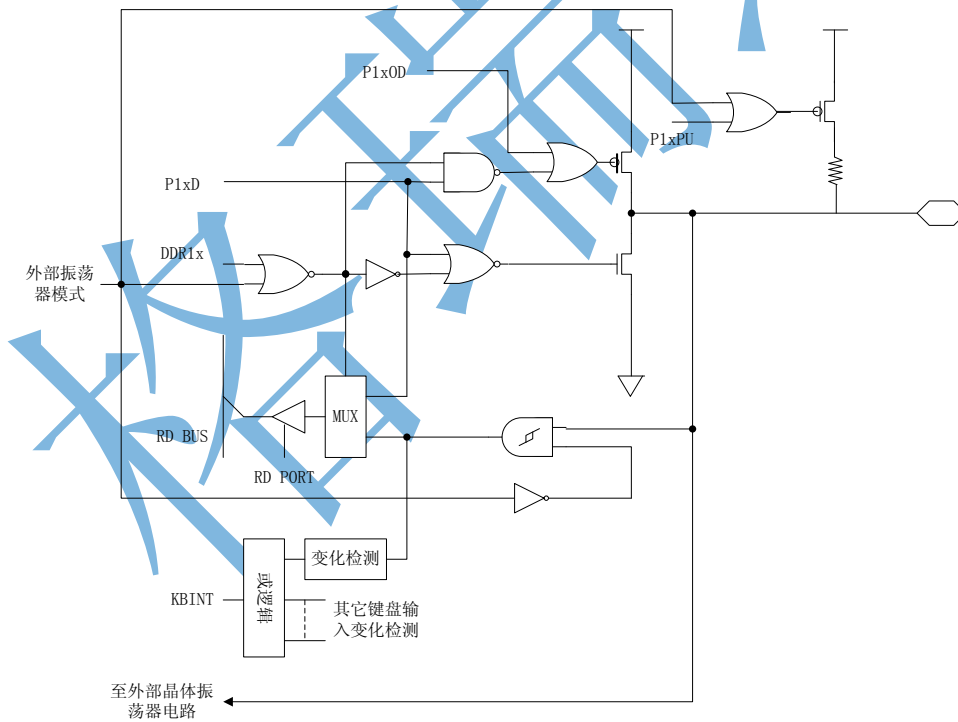 P1xOD
P1xPU
P1xD
DDR1x
外部振荡
器模式
MUX
RD BUS
RD PORT
变化检测
KBINT
或逻辑
其它键盘输
入变化检测
至外部晶体振
荡器电路